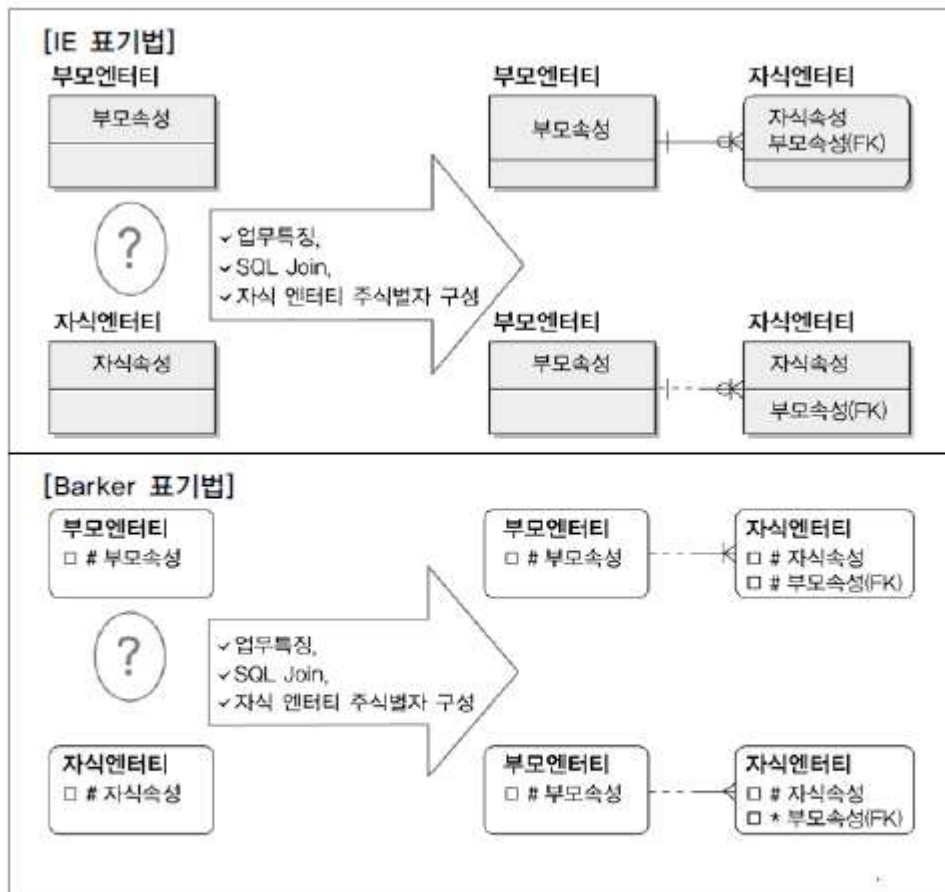 [IE 표기법]
부모엔터티
부모속성
?
자식엔터티
자식속성
✓업무특징,
✓SQL Join,
✓자식 엔터티 주식별자 구성
부모엔터티
부모속성
자식엔터티
자식속성
부모속성(FK)
부모엔터티
부모속성
자식엔터티
자식속성
부모속성(FK)
[Barker 표기법]
부모엔터티
□ # 부모속성
?
자식엔터티
□ # 자식속성
✓업무특징,
✓SQL Join,
✓자식 엔터티 주식별자 구성
부모엔터티
□ # 부모속성
자식엔터티
□ # 자식속성
□ # 부모속성(FK)
부모엔터티
□ # 부모속성
자식엔터티
□ # 자식속성
□ * 부모속성(FK)